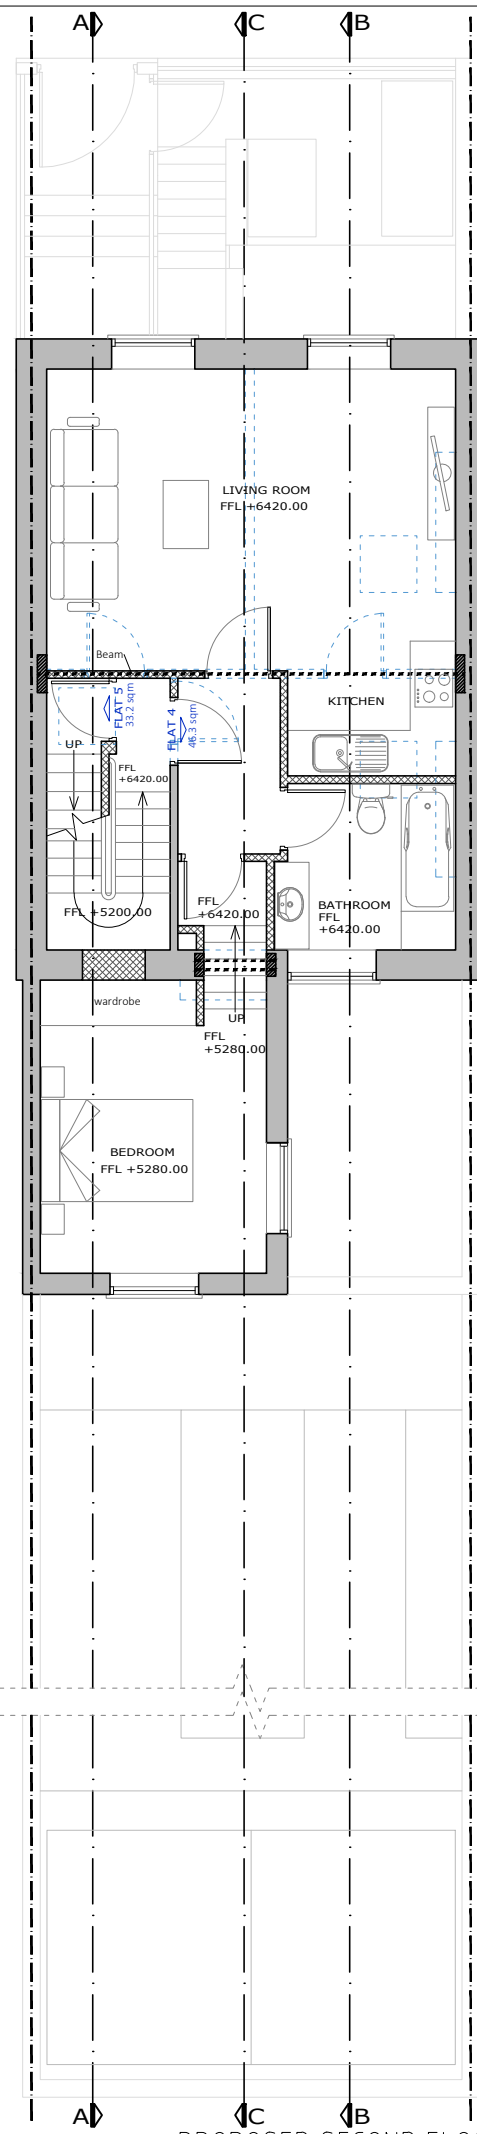 A C B
LIVING ROOM
FFL +6420.00
Beam
KITCHEN
FLAT 5
33.2 sqm
FLAT 4
46.3 sqm
UP
FFL
+6420.00
FFL +5200.00
FFL
+6420.00
BATHROOM
FFL
+6420.00
wardrobe
UP
FFL
+5280.00
BEDROOM
FFL +5280.00
A C B
PROPOSED SECOND